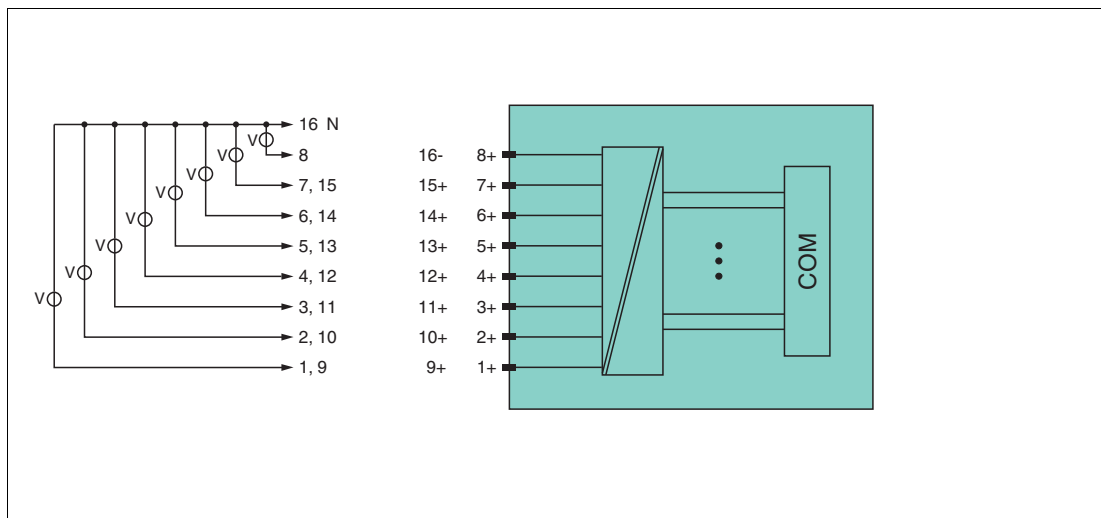 16 N
V 8 16- 8+
V 7, 15 15+ 7+
V 6, 14 14+ 6+
V 5, 13 13+ 5+
V 4, 12 12+ 4+
V 3, 11 11+ 3+
V 2, 10 10+ 2+
V 1, 9 9+ 1+
COM